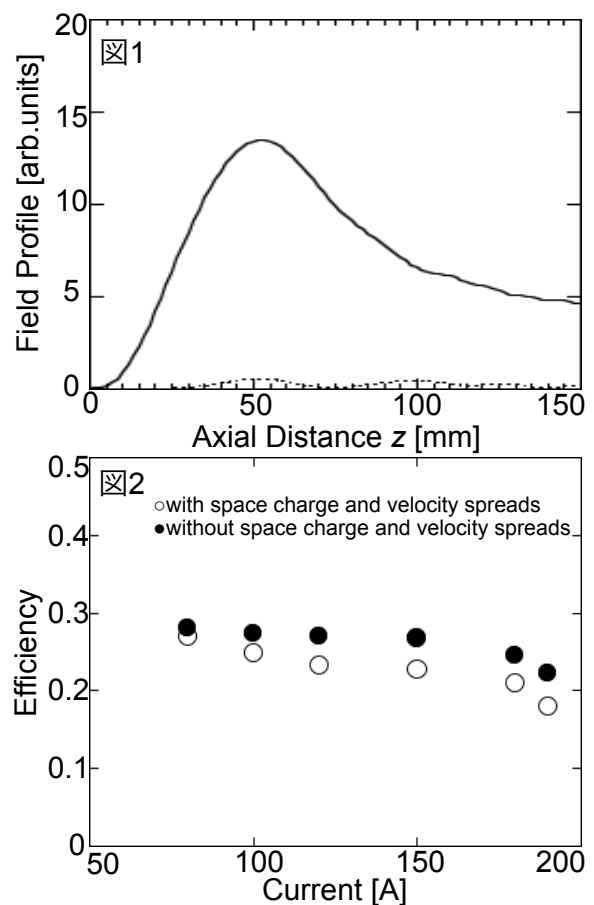 図1
20
15
10
5
0
Field Profile [arb.units]
0 50 100 150
Axial Distance z [mm]
図2
○with space charge and velocity spreads
●without space charge and velocity spreads
0.5
0.4
0.3
0.2
0.1
0
Efficiency
50 100 150 200
Current [A]